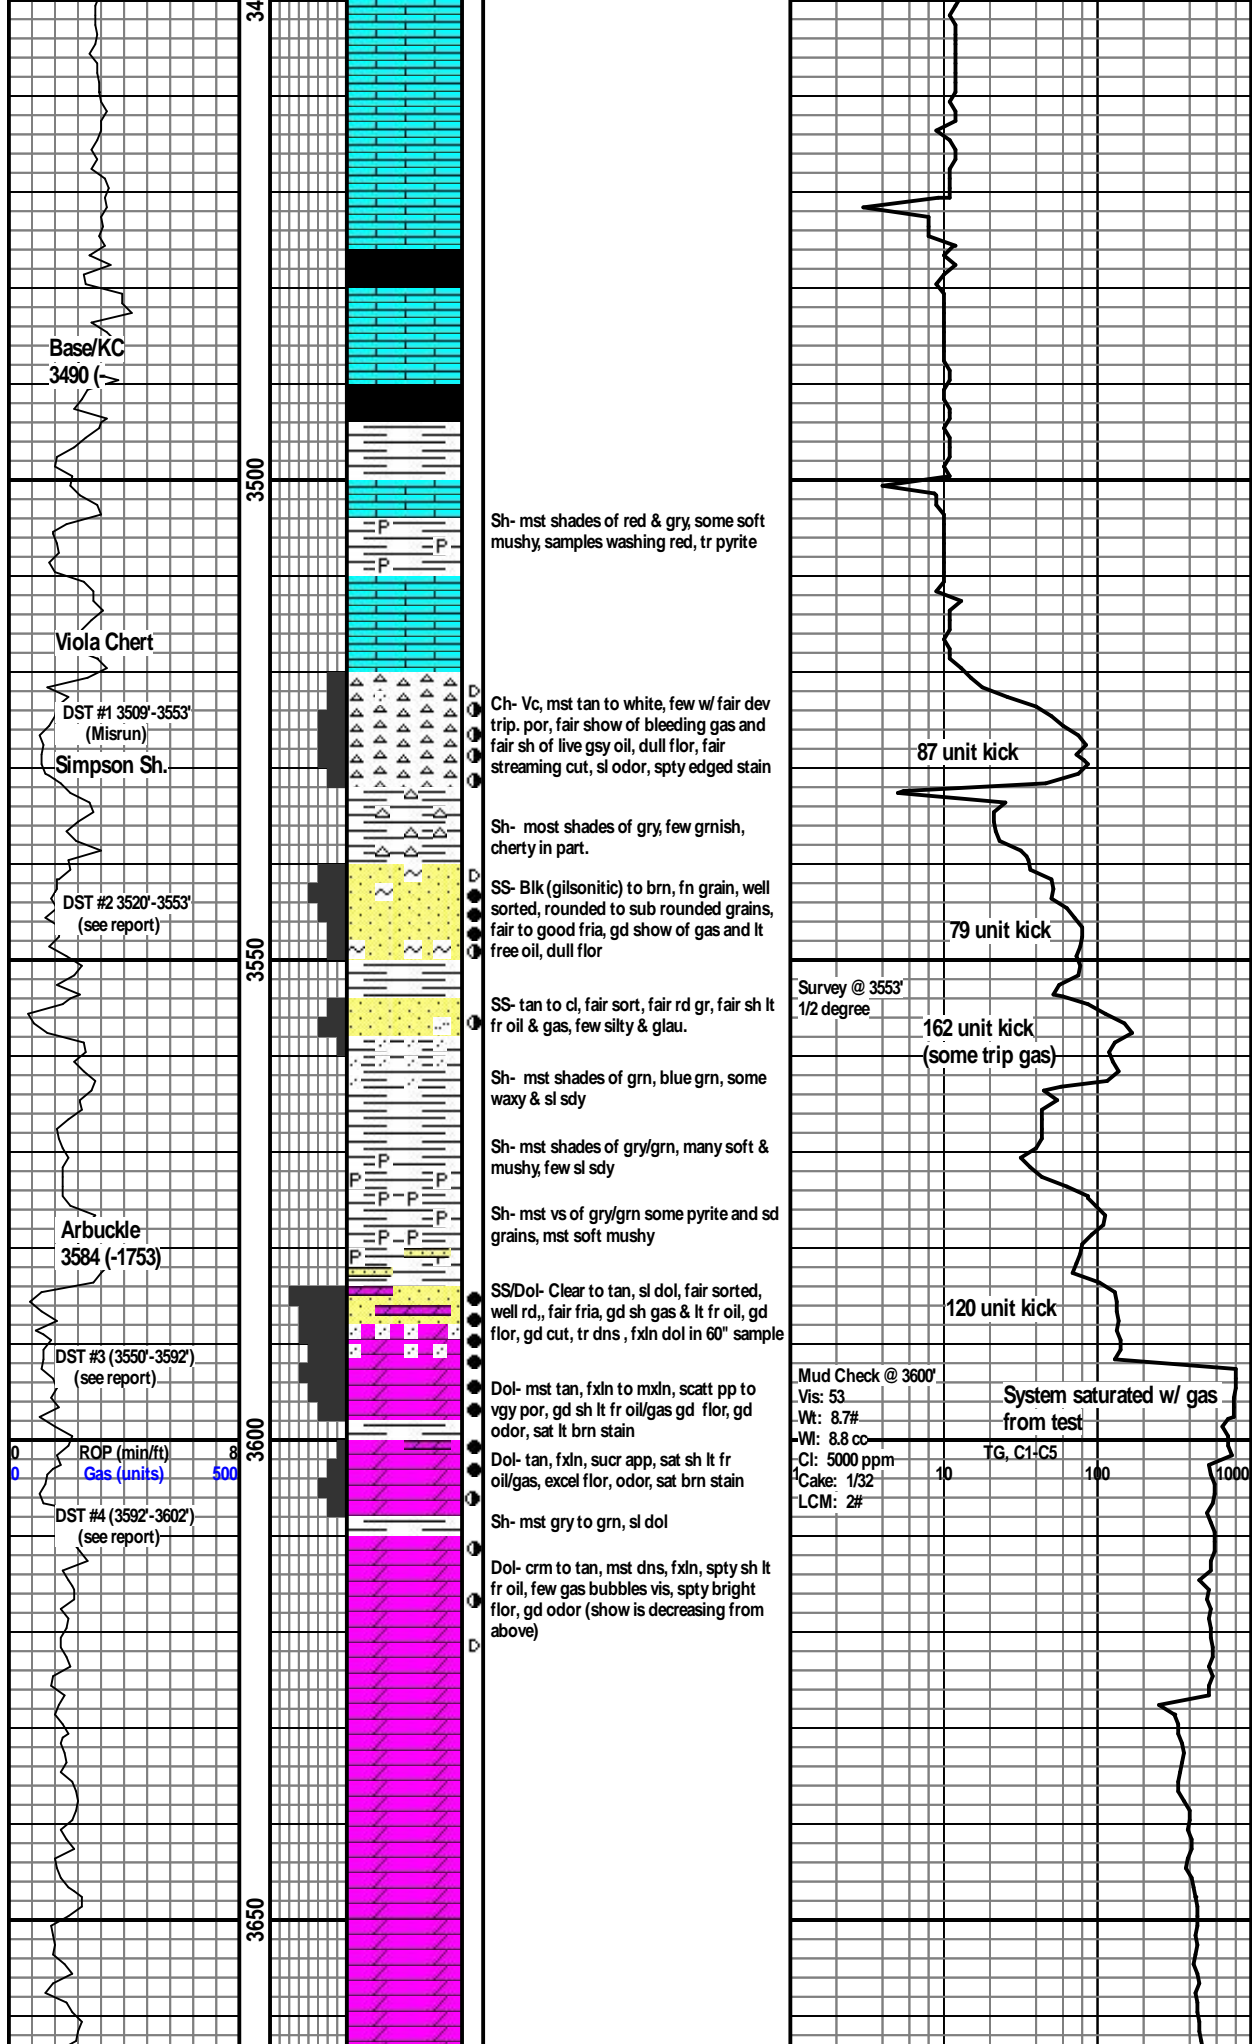 34
Base/KC
3490 (-
3500
Sh- mst shades of red & gry, some soft
mushy, samples washing red, tr pyrite
P
P
P
Viola Chert
DST #1 3509'-3553'
(Misrun)
Simpson Sh.
Ch- Vc, mst tan to white, few w/ fair dev
trip. por, fair show of bleeding gas and
fair sh of live gsy oil, dull flor, fair
streaming cut, sl odor, spty edged stain
87 unit kick
Sh- most shades of gry, few grnish,
cherty in part.
DST #2 3520'-3553'
(see report)
SS- Blk (gilsonitic) to brn, fn grain, well
sorted, rounded to sub rounded grains,
fair to good fria, gd show of gas and lt
free oil, dull flor
79 unit kick
3550
Survey @ 3553'
1/2 degree
SS- tan to cl, fair sort, fair rd gr, fair sh lt
fr oil & gas, few silty & glau.
162 unit kick
(some trip gas)
Sh- mst shades of grn, blue grn, some
waxy & sl sdy
Sh- mst shades of gry/grn, many soft &
mushy, few sl sdy
P
P P
P P
P
P P
P
Sh- mst vs of gry/grn some pyrite and sd
grains, mst soft mushy
Arbuckle
3584 (-1753)
SS/Dol- Clear to tan, sl dol, fair sorted,
well rd,, fair fria, gd sh gas & lt fr oil, gd
flor, gd cut, tr dns , fxln dol in 60" sample
120 unit kick
DST #3 (3550'-3592')
(see report)
Dol- mst tan, fxln to mxln, scatt pp to
vgy por, gd sh lt fr oil/gas gd flor, gd
odor, sat lt brn stain
Mud Check @ 3600'
Vis: 53
Wt: 8.7#
Wl: 8.8 cc
Cl: 5000 ppm
Cake: 1/32
LCM: 2#
System saturated w/ gas
from test
3600
0 ROP (min/ft) 8
0 Gas (units) 500
TG, C1-C5
1 10 100 1000
Dol- tan, fxln, sucr app, sat sh lt fr
oil/gas, excel flor, odor, sat brn stain
DST #4 (3592'-3602')
(see report)
Sh- mst gry to grn, sl dol
Dol- crm to tan, mst dns, fxln, spty sh lt
fr oil, few gas bubbles vis, spty bright
flor, gd odor (show is decreasing from
above)
3650